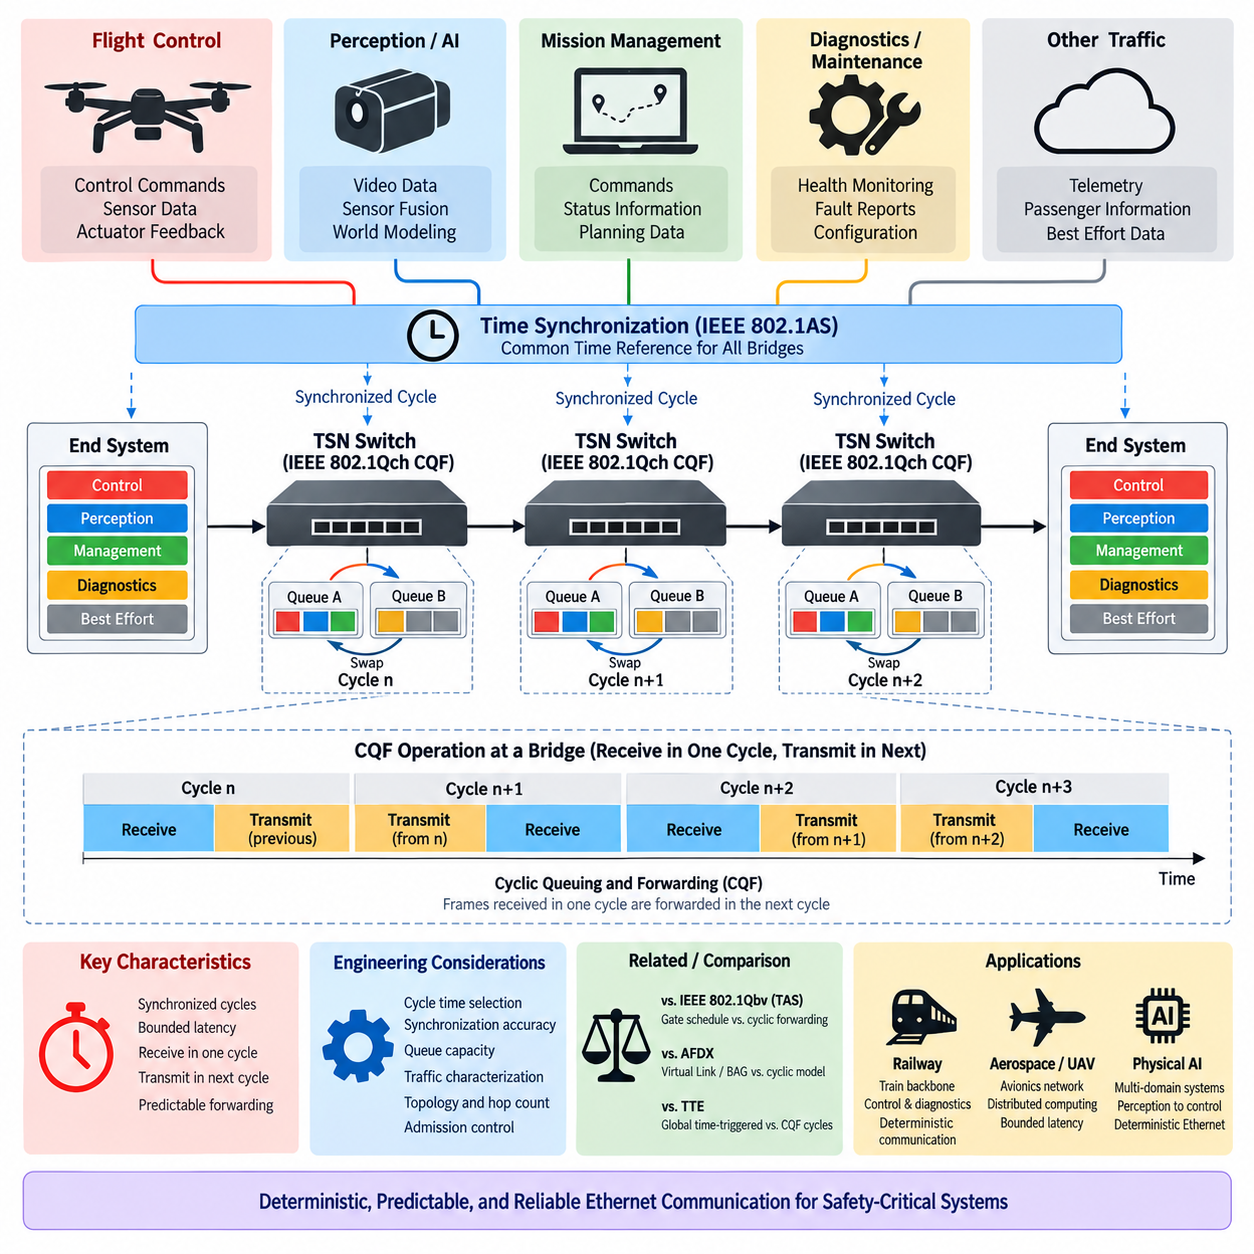 Flight Control
Control Commands
Sensor Data
Actuator Feedback
Perception / AI
Video Data
Sensor Fusion
World Modeling
Mission Management
Commands
Status Information
Planning Data
Diagnostics /
Maintenance
Health Monitoring
Fault Reports
Configuration
Other Traffic
Telemetry
Passenger Information
Best Effort Data
Time Synchronization (IEEE 802.1AS)
Common Time Reference for All Bridges
Synchronized Cycle
Synchronized Cycle
Synchronized Cycle
End System
Control
Perception
Management
Diagnostics
Best Effort
TSN Switch
(IEEE 802.1Qch CQF)
Queue A
Queue B
Swap
Cycle n
TSN Switch
(IEEE 802.1Qch CQF)
Queue A
Queue B
Swap
Cycle n+1
TSN Switch
(IEEE 802.1Qch CQF)
Queue A
Queue B
Swap
Cycle n+2
End System
Control
Perception
Management
Diagnostics
Best Effort
CQF Operation at a Bridge (Receive in One Cycle, Transmit in Next)
Cycle n
Cycle n+1
Cycle n+2
Cycle n+3
Receive
Transmit
(previous)
Transmit
(from n)
Receive
Receive
Transmit
(from n+1)
Transmit
(from n+2)
Receive
Time
Cyclic Queuing and Forwarding (CQF)
Frames received in one cycle are forwarded in the next cycle
Key Characteristics
Synchronized cycles
Bounded latency
Receive in one cycle
Transmit in next cycle
Predictable forwarding
Engineering Considerations
Cycle time selection
Synchronization accuracy
Queue capacity
Traffic characterization
Topology and hop count
Admission control
Related / Comparison
vs. IEEE 802.1Qbv (TAS)
Gate schedule vs. cyclic forwarding
vs. AFDX
Virtual Link / BAG vs. cyclic model
vs. TTE
Global time-triggered vs. CQF cycles
Applications
Railway
Train backbone
Control & diagnostics
Deterministic
communication
Aerospace / UAV
Avionics network
Distributed computing
Bounded latency
AI
Physical AI
Multi-domain systems
Perception to control
Deterministic Ethernet
Deterministic, Predictable, and Reliable Ethernet Communication for Safety-Critical Systems